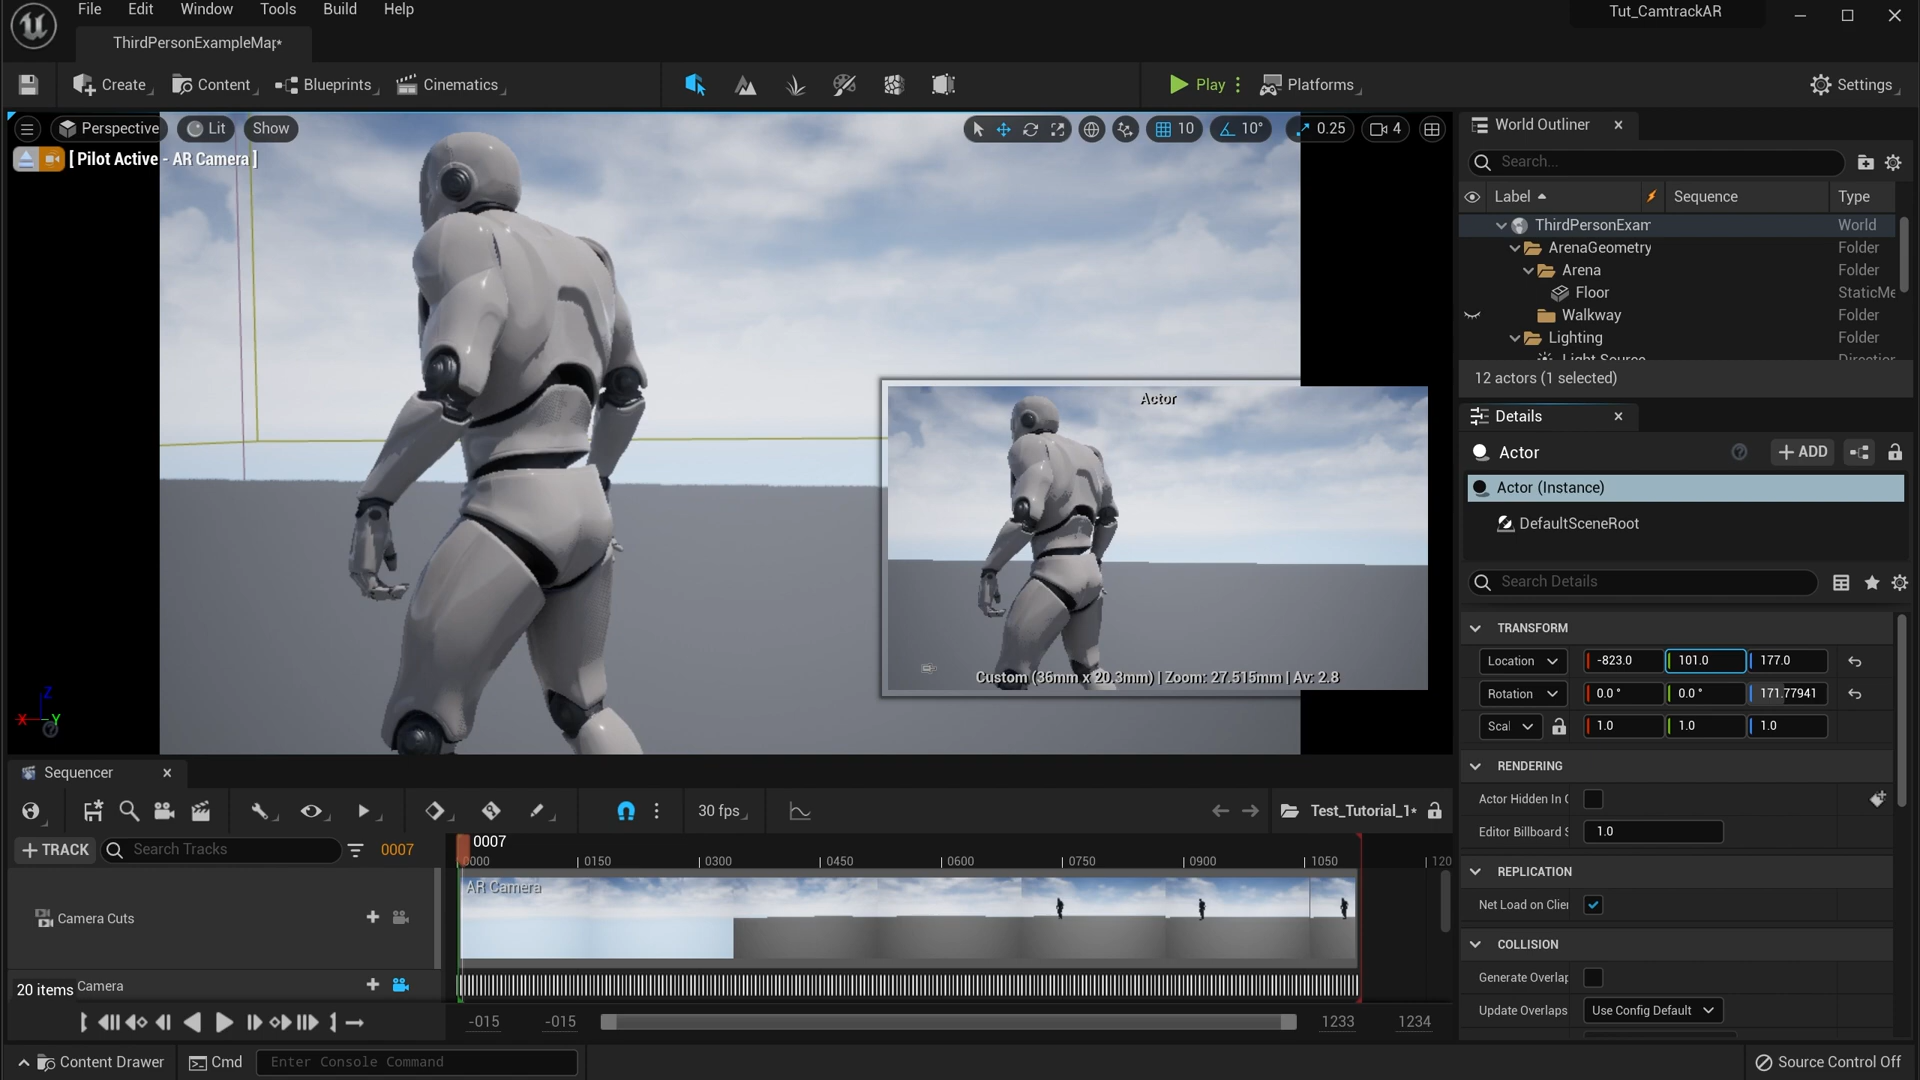 File Edit Window Tools Build Help
Tut_CamtrackAR
ThirdPersonExampleMap*
Create Content Blueprints Cinematics Play Platforms Settings
Perspective Lit Show 10 10° 0.25 4
[ Pilot Active - AR Camera ]
World Outliner
Search...
Label Sequence Type
ThirdPersonExam World
ArenaGeometry Folder
Arena Folder
Floor StaticMe
Walkway Folder
Lighting Folder
Light Source Direction
12 actors (1 selected)
Actor
Custom (36mm x 20.3mm) | Zoom: 27.515mm | Av: 2.8
Z
X Y
Details
Actor + ADD
Actor (Instance)
DefaultSceneRoot
Search Details
TRANSFORM
Location -823.0 101.0 177.0
Rotation 0.0 ° 0.0 ° 171.77941
Scal 1.0 1.0 1.0
RENDERING
Actor Hidden In G
Editor Billboard S 1.0
REPLICATION
Net Load on Clien
COLLISION
Generate Overlap
Update Overlaps Use Config Default
Sequencer
30 fps Test_Tutorial_1*
+ TRACK Search Tracks 0007
0007
0000 0150 0300 0450 0600 0750 0900 1050 120
AR Camera
Camera Cuts
20 items Camera
-015 -015 1233 1234
Content Drawer Cmd Enter Console Command Source Control Off